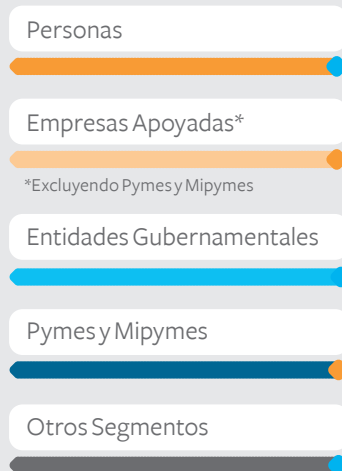 Personas
Empresas Apoyadas*
*Excluyendo Pymes y Mipymes
Entidades Gubernamentales
Pymes y Mipymes
Otros Segmentos